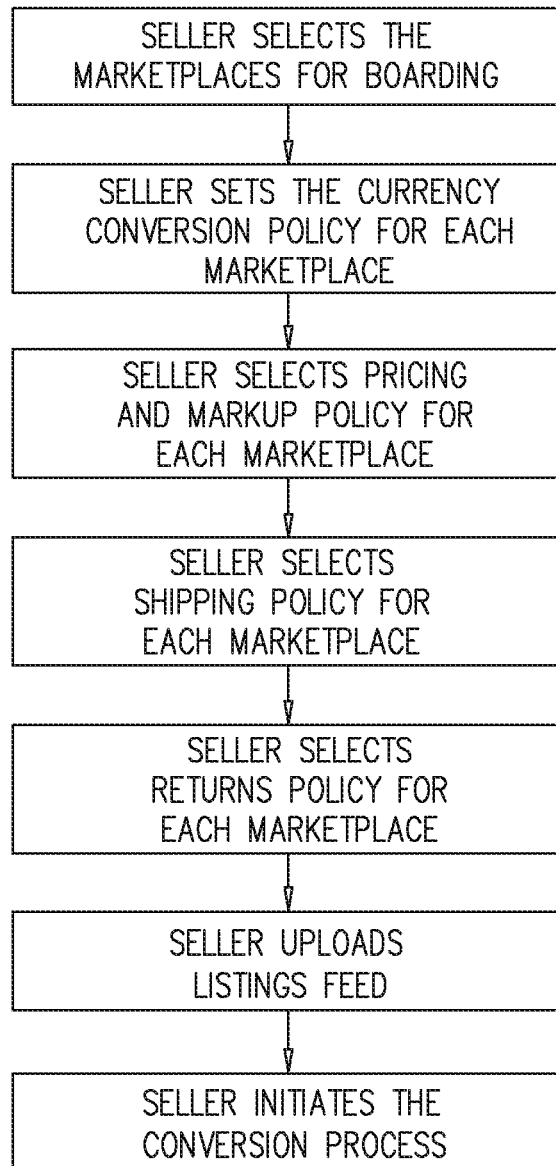 SELLER SELECTS THE
MARKETPLACES FOR BOARDING
SELLER SETS THE CURRENCY
CONVERSION POLICY FOR EACH
MARKETPLACE
SELLER SELECTS PRICING
AND MARKUP POLICY FOR
EACH MARKETPLACE
SELLER SELECTS
SHIPPING POLICY FOR
EACH MARKETPLACE
SELLER SELECTS
RETURNS POLICY FOR
EACH MARKETPLACE
SELLER UPLOADS
LISTINGS FEED
SELLER INITIATES THE
CONVERSION PROCESS